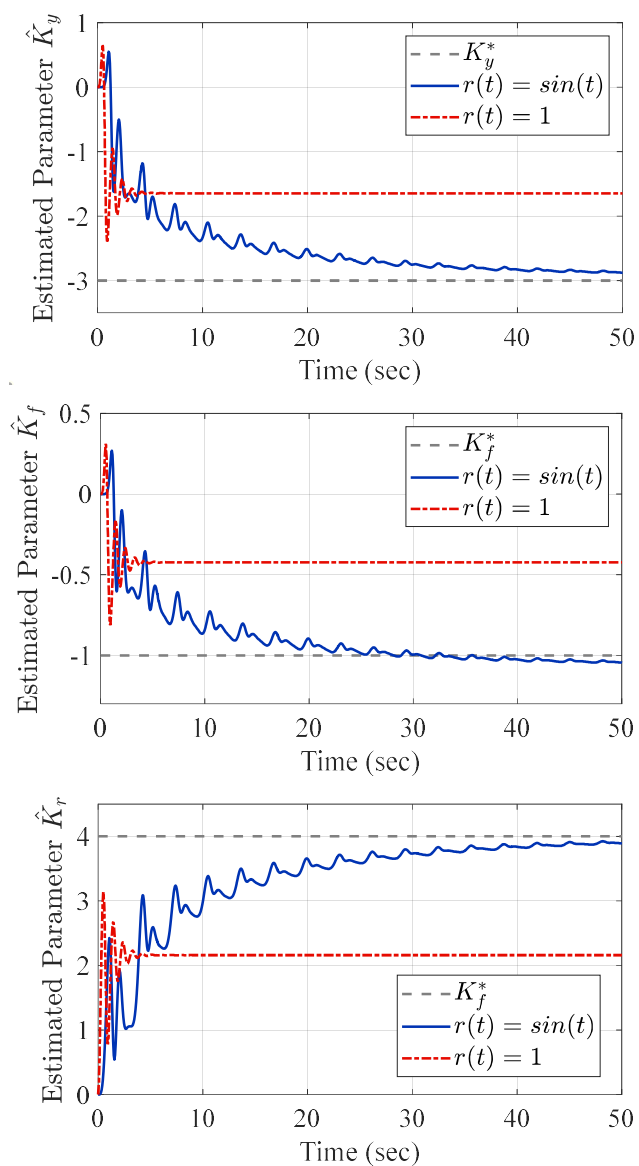 Estimated Parameter K̂_y
1
0
-1
-2
-3
K_y^*
r(t) = sin(t)
r(t) = 1
0 10 20 30 40 50
Time (sec)
Estimated Parameter K̂_f
0.5
0
-0.5
-1
K_f^*
r(t) = sin(t)
r(t) = 1
0 10 20 30 40 50
Time (sec)
Estimated Parameter K̂_r
4
3
2
1
0
K_f^*
r(t) = sin(t)
r(t) = 1
0 10 20 30 40 50
Time (sec)